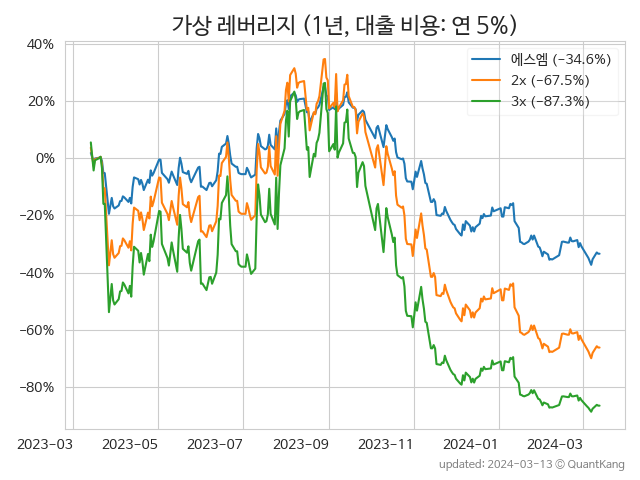 가상 레버리지 (1년, 대출 비용: 연 5%)
에스엠 (−34.6%)
2x (−67.5%)
3x (−87.3%)
40%
20%
0%
−20%
−40%
−60%
−80%
2023-03 2023-05 2023-07 2023-09 2023-11 2024-01 2024-03
updated: 2024-03-13 © QuantKang